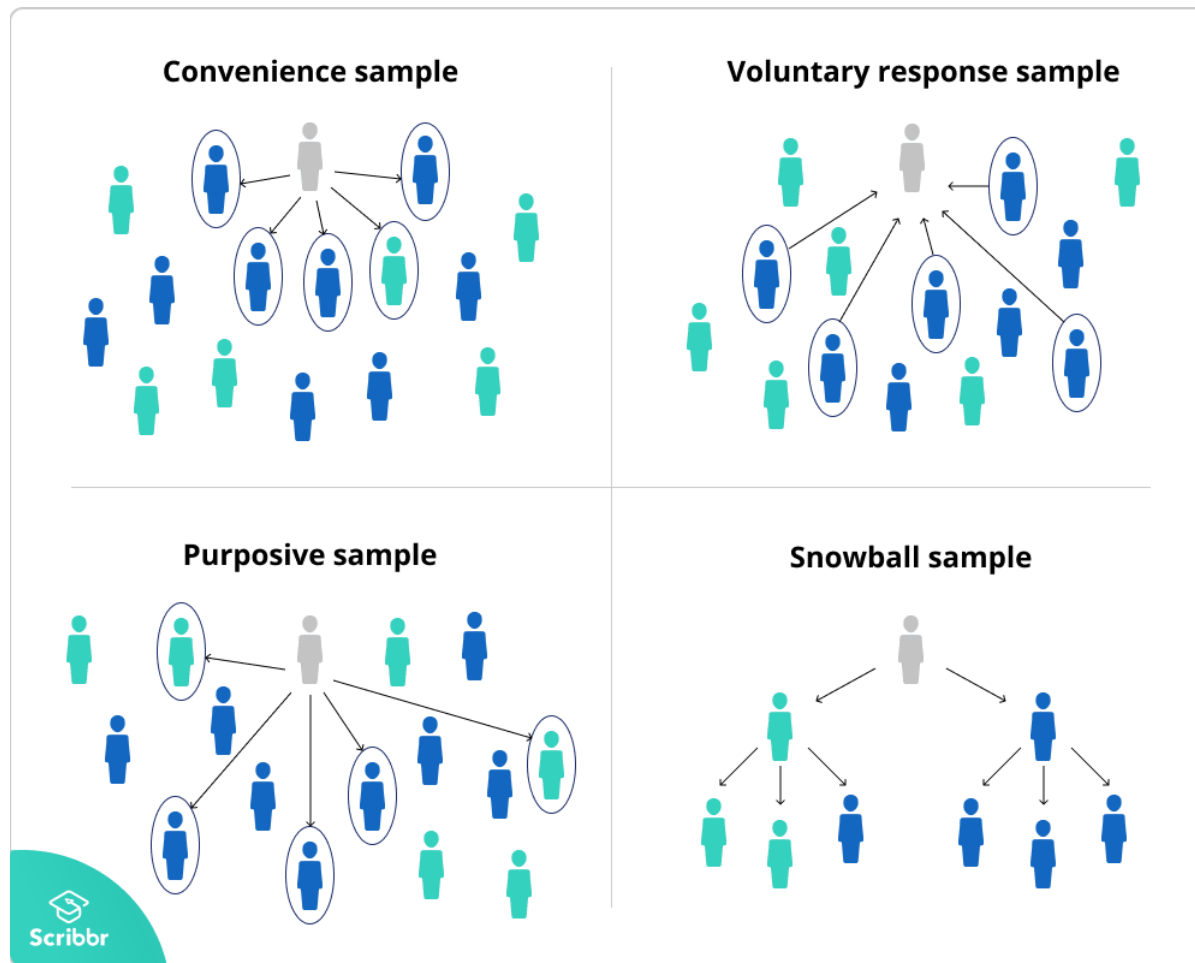 Convenience sample
Voluntary response sample
Purposive sample
Snowball sample
Scribbr